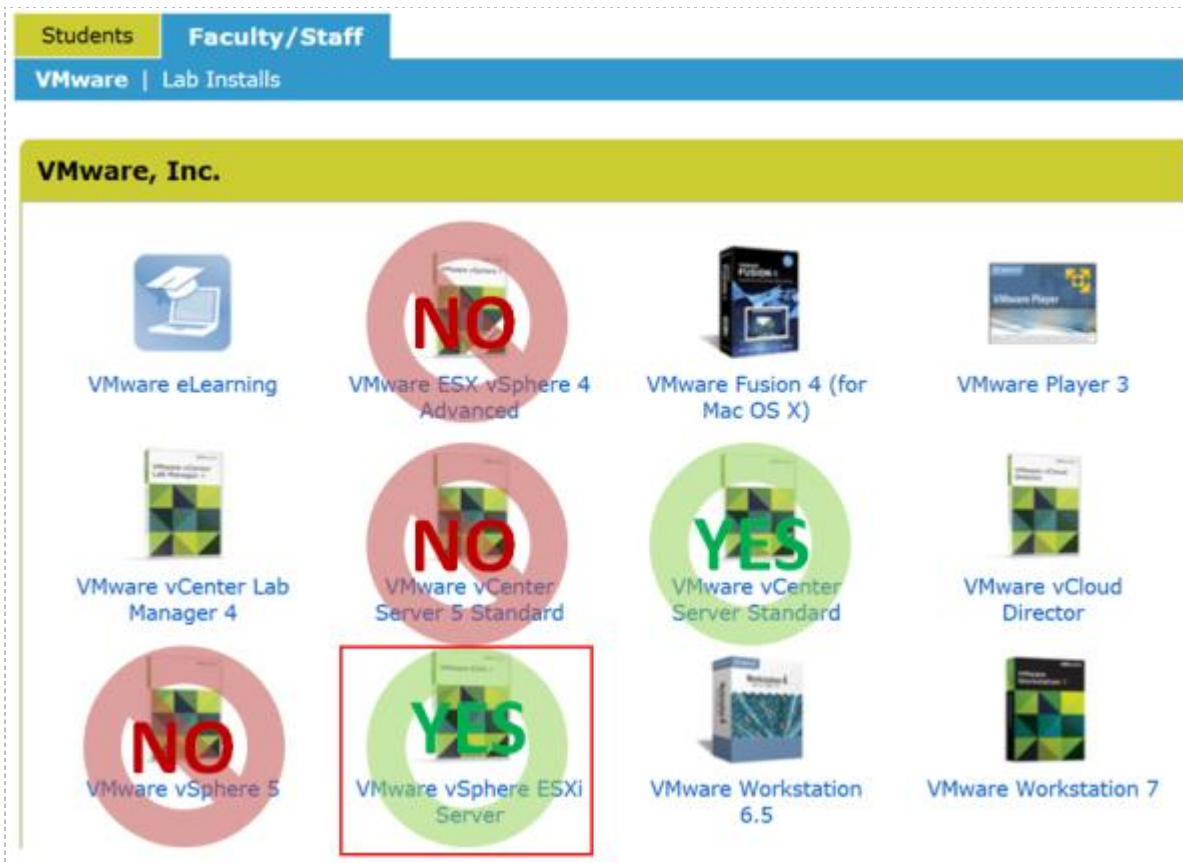 Students Faculty/Staff
VMware | Lab Installs
VMware, Inc.
NO
VMware eLearning
VMware ESX vSphere 4
Advanced
VMware Fusion 4 (for
Mac OS X)
VMware Player 3
NO
YES
VMware vCenter Lab
Manager 4
VMware vCenter
Server 5 Standard
VMware vCenter
Server Standard
VMware vCloud
Director
NO
YES
VMware vSphere 5
VMware vSphere ESXi
Server
VMware Workstation
6.5
VMware Workstation 7